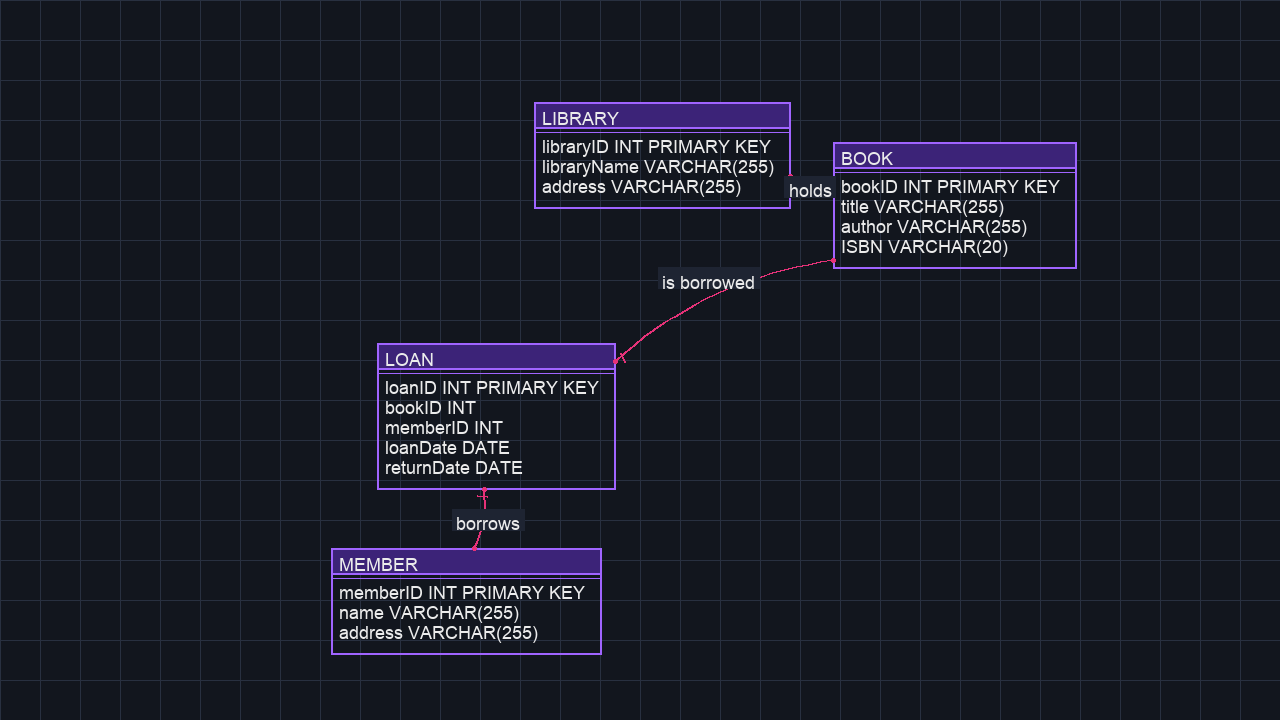 LIBRARY
libraryID INT PRIMARY KEY
libraryName VARCHAR(255)
address VARCHAR(255)
holds
BOOK
bookID INT PRIMARY KEY
title VARCHAR(255)
author VARCHAR(255)
ISBN VARCHAR(20)
is borrowed
LOAN
loanID INT PRIMARY KEY
bookID INT
memberID INT
loanDate DATE
returnDate DATE
borrows
MEMBER
memberID INT PRIMARY KEY
name VARCHAR(255)
address VARCHAR(255)